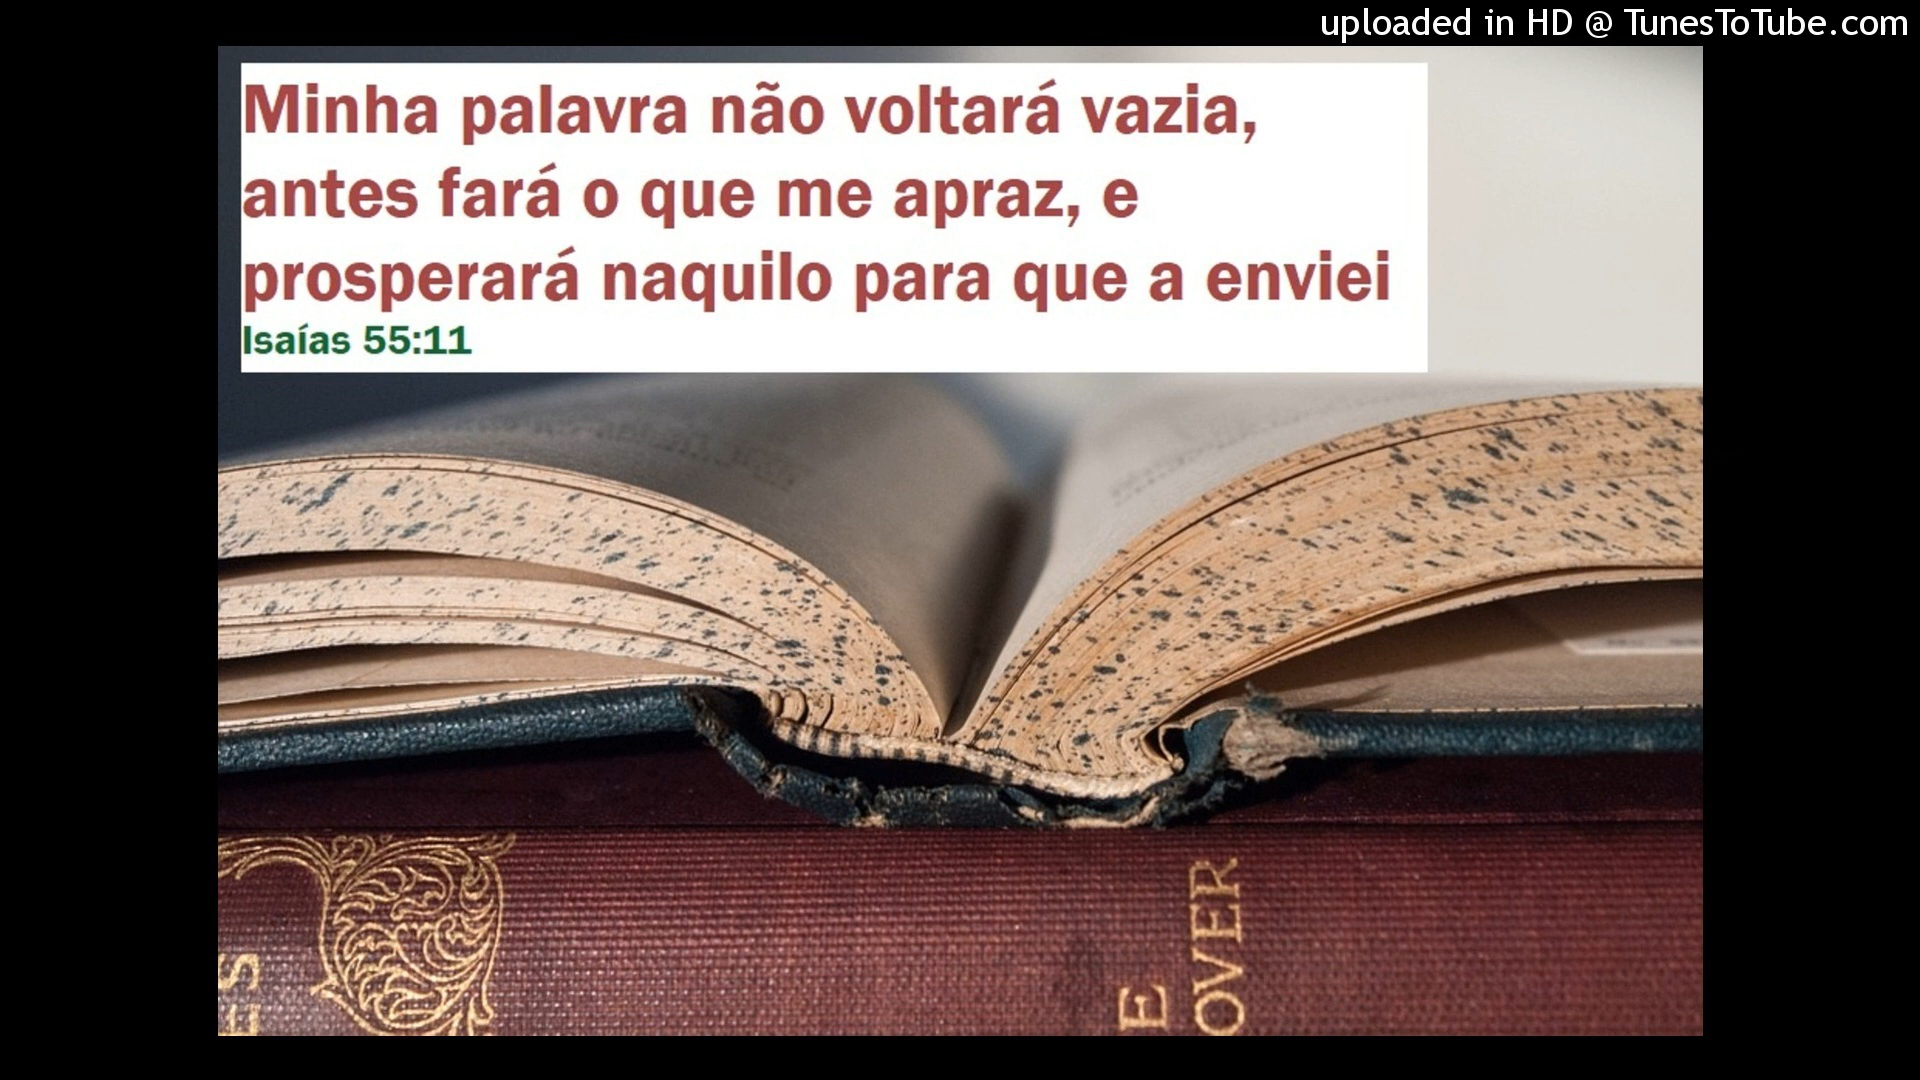 uploaded in HD @ TunesToTube.com
Minha palavra não voltará vazia,
antes fará o que me apraz, e
prosperará naquilo para que a enviei
Isaías 55:11
ES
E
OVER